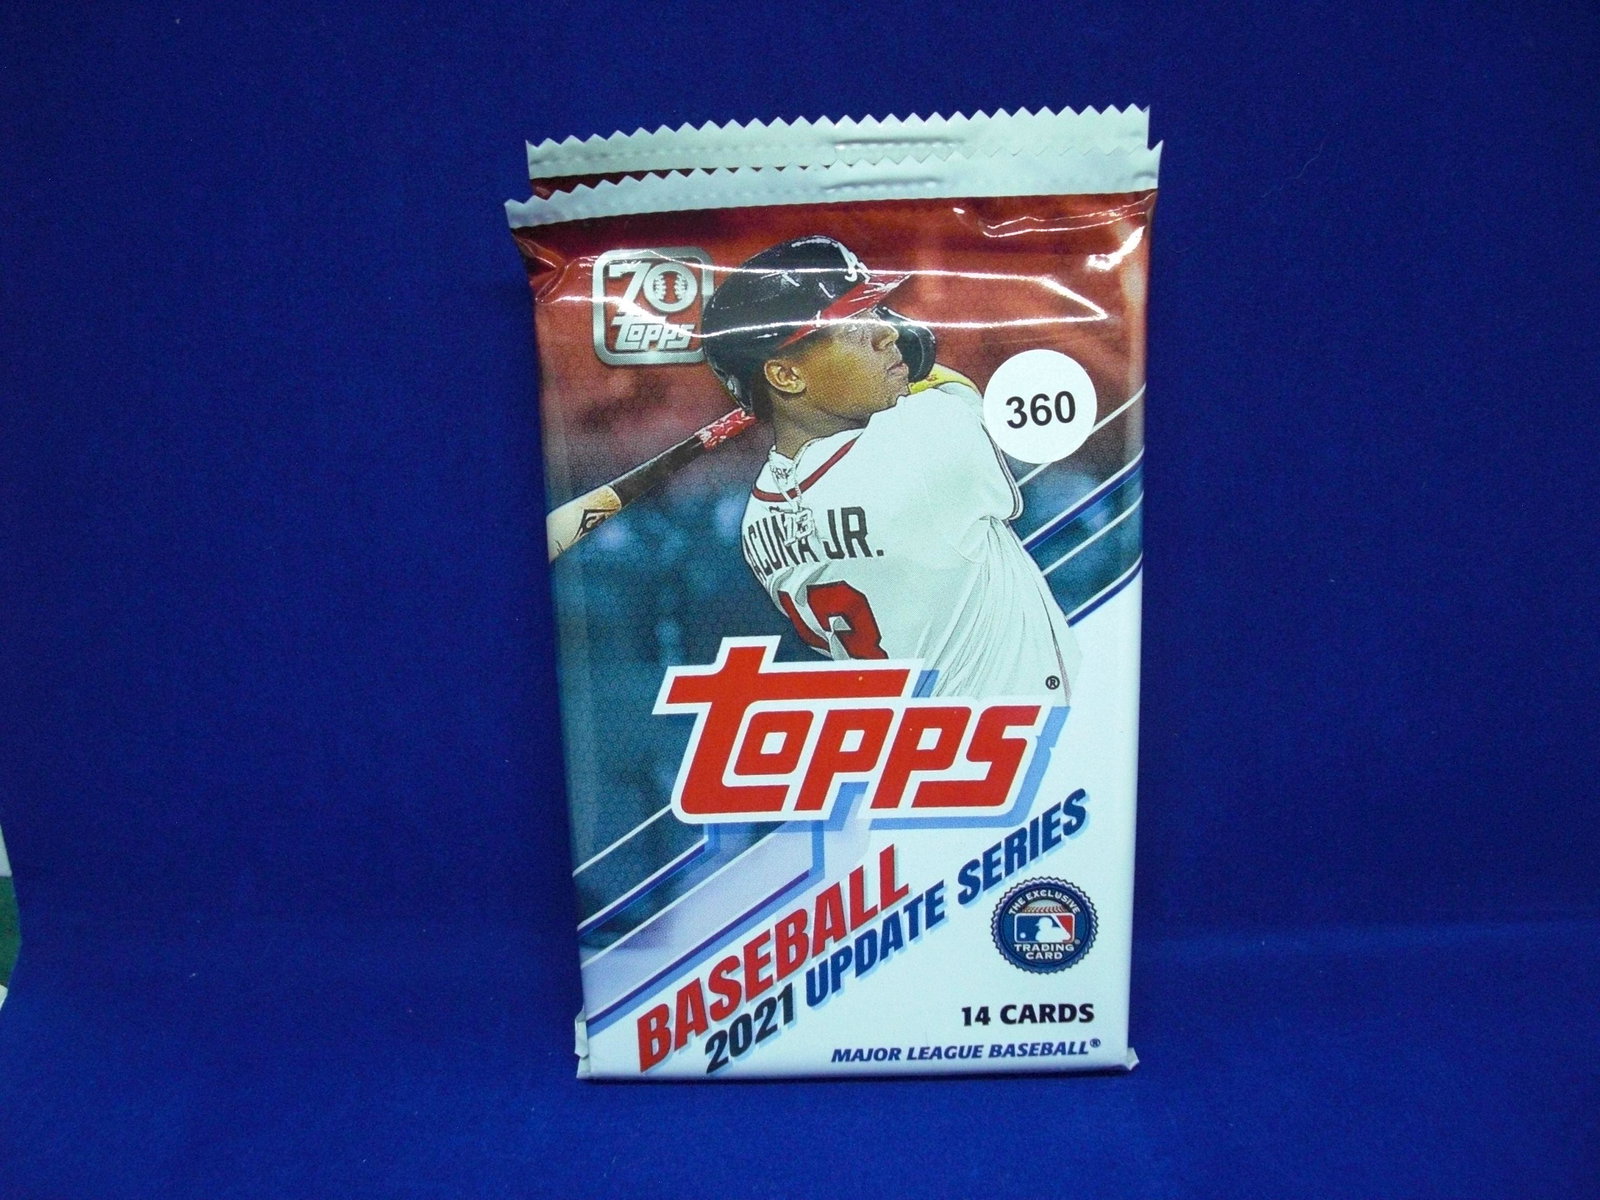 70
topps
A
360
ACUÑA JR.
13
topps®
BASEBALL
2021 UPDATE SERIES
THE EXCLUSIVE
TRADING
CARD
14 CARDS
MAJOR LEAGUE BASEBALL®